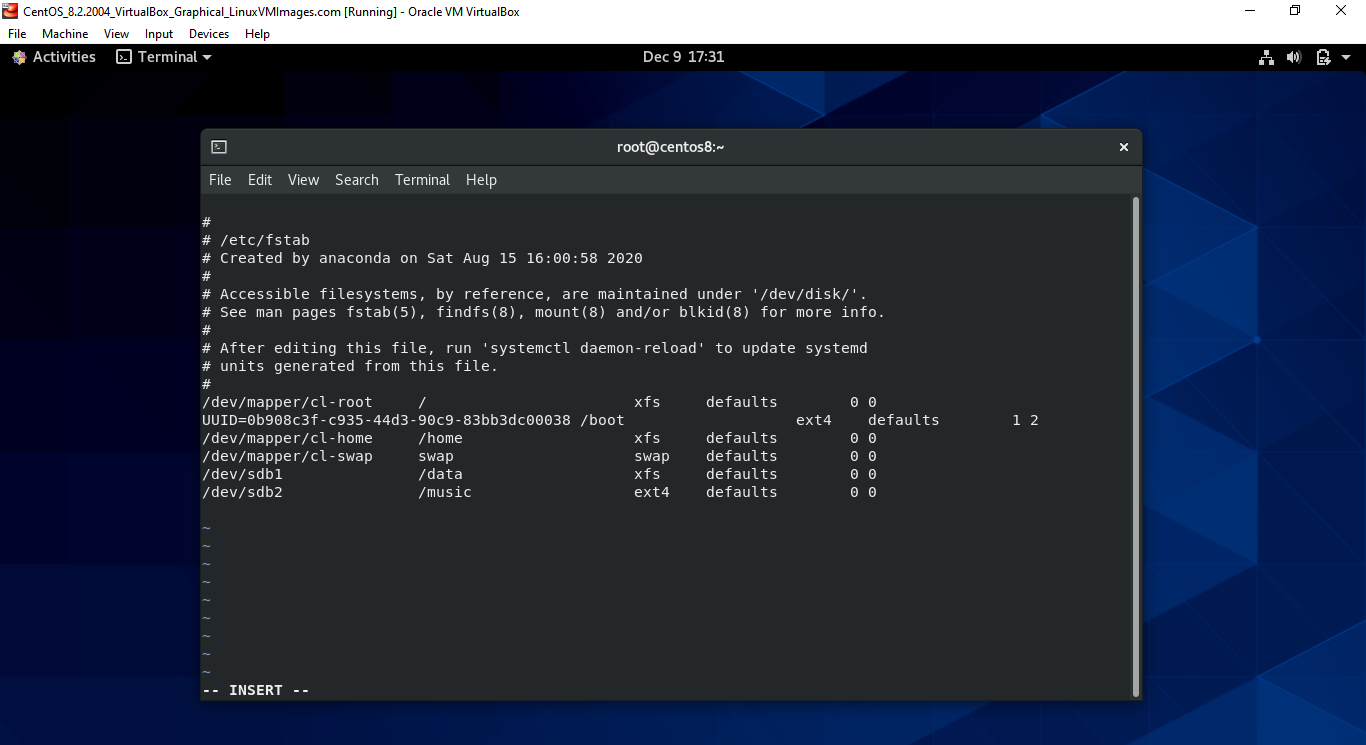 CentOS_8.2.2004_VirtualBox_Graphical_LinuxVMImages.com [Running] - Oracle VM VirtualBox
File Machine View Input Devices Help
Activities Terminal Dec 9 17:31
root@centos8:~
File Edit View Search Terminal Help
#
# /etc/fstab
# Created by anaconda on Sat Aug 15 16:00:58 2020
#
# Accessible filesystems, by reference, are maintained under '/dev/disk/'.
# See man pages fstab(5), findfs(8), mount(8) and/or blkid(8) for more info.
#
# After editing this file, run 'systemctl daemon-reload' to update systemd
# units generated from this file.
#
/dev/mapper/cl-root     /                       xfs     defaults        0 0
UUID=0b908c3f-c935-44d3-90c9-83bb3dc00038 /boot                   ext4    defaults        1 2
/dev/mapper/cl-home     /home                   xfs     defaults        0 0
/dev/mapper/cl-swap     swap                    swap    defaults        0 0
/dev/sdb1               /data                   xfs     defaults        0 0
/dev/sdb2               /music                  ext4    defaults        0 0
~
~
~
~
~
~
~
~
~
-- INSERT --